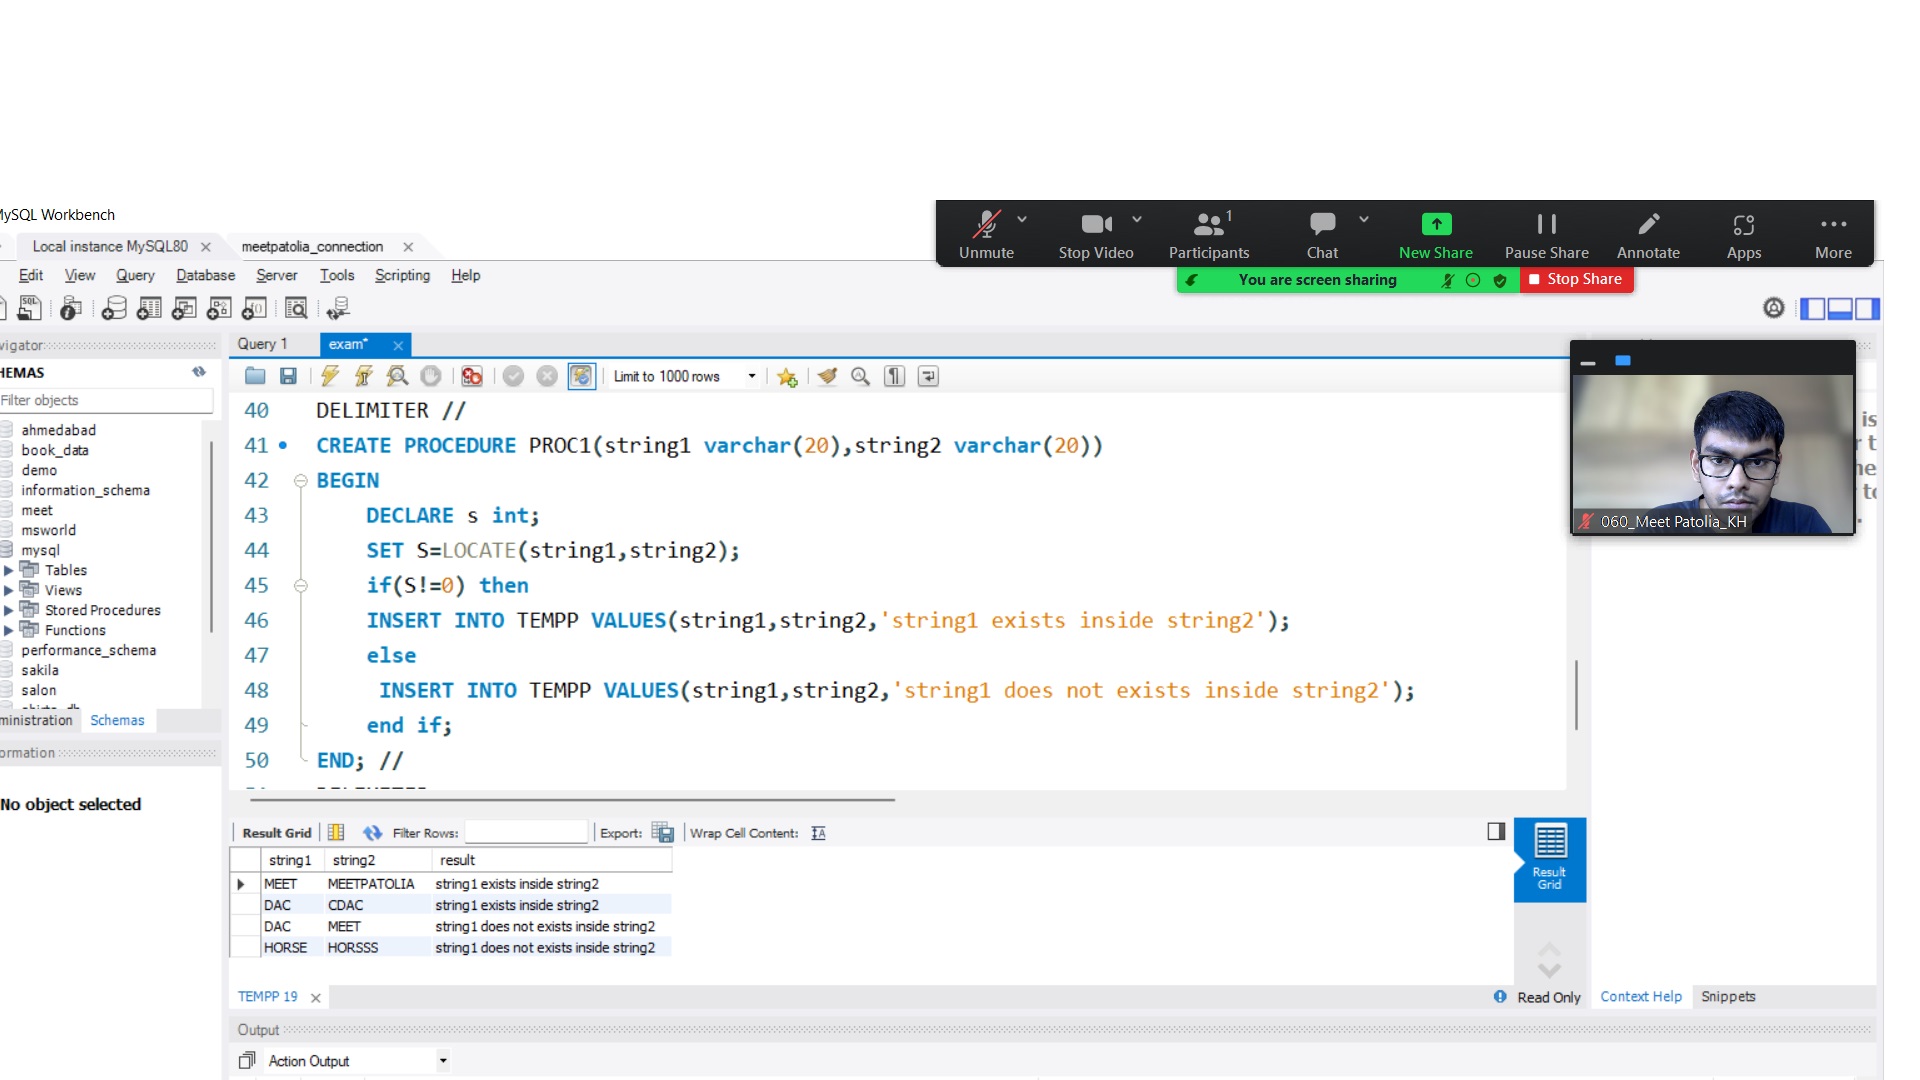 MySQL Workbench
Local instance MySQL80
meetpatolia_connection
Edit View Query Database Server Tools Scripting Help
Unmute
Stop Video
1
Participants
Chat
New Share
Pause Share
Annotate
Apps
More
You are screen sharing
Stop Share
SQL
vigator
HEMAS
Filter objects
ahmedabad
book_data
demo
information_schema
meet
msworld
mysql
Tables
Views
Stored Procedures
Functions
performance_schema
sakila
salon
ministration Schemas
ormation
No object selected
Query 1
exam*
Limit to 1000 rows
40 DELIMITER //
41 CREATE PROCEDURE PROC1(string1 varchar(20),string2 varchar(20))
42 BEGIN
43 DECLARE s int;
44 SET S=LOCATE(string1,string2);
45 if(S!=0) then
46 INSERT INTO TEMPP VALUES(string1,string2,'string1 exists inside string2');
47 else
48 INSERT INTO TEMPP VALUES(string1,string2,'string1 does not exists inside string2');
49 end if;
50 END; //
060_Meet Patolia_KH
Result Grid Filter Rows: Export: Wrap Cell Content:
string1 string2 result
MEET MEETPATOLIA string1 exists inside string2
DAC CDAC string1 exists inside string2
DAC MEET string1 does not exists inside string2
HORSE HORSSS string1 does not exists inside string2
Result
Grid
TEMPP 19
Read Only
Context Help Snippets
Output
Action Output